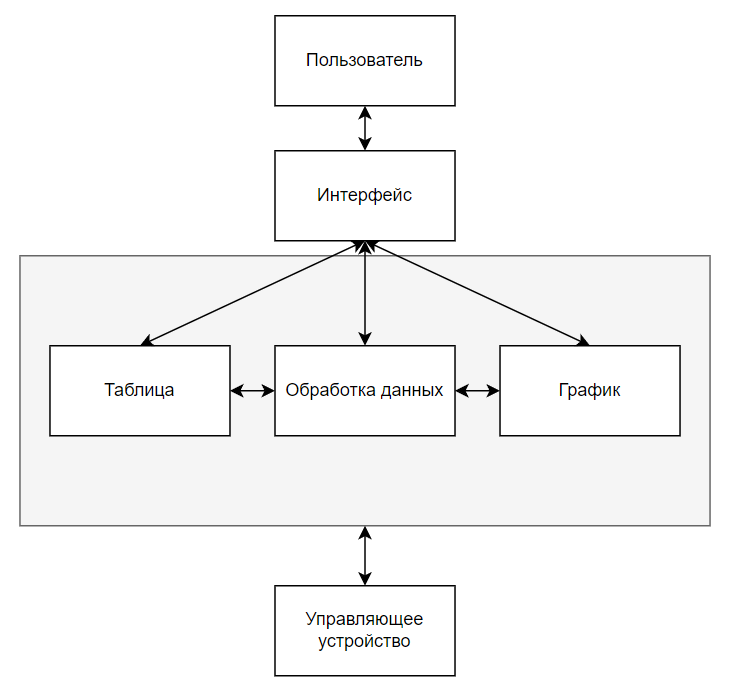 Пользователь
Интерфейс
Таблица
Обработка данных
График
Управляющее
устройство